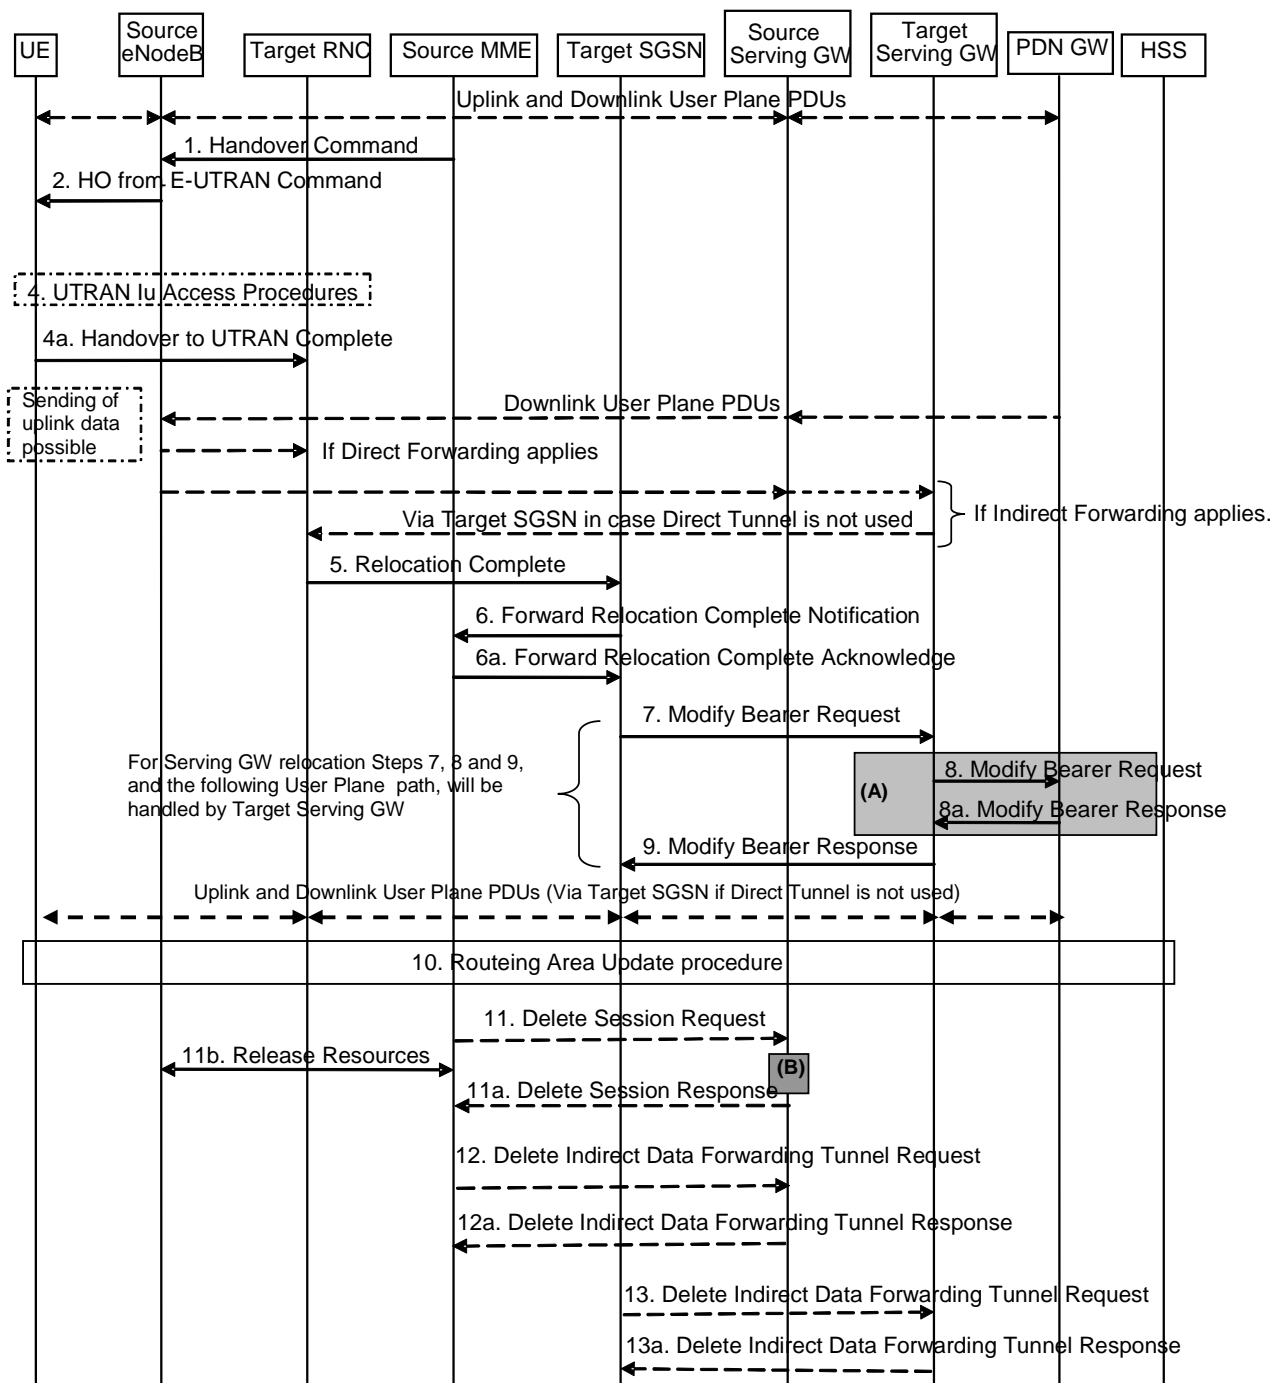 UE
Source
eNodeB
Target RNC
Source MME
Target SGSN
Source
Serving GW
Target
Serving GW
PDN GW
HSS
Uplink and Downlink User Plane PDUs
1. Handover Command
2. HO from E-UTRAN Command
4. UTRAN Iu Access Procedures
4a. Handover to UTRAN Complete
Sending of
uplink data
possible
Downlink User Plane PDUs
If Direct Forwarding applies
Via Target SGSN in case Direct Tunnel is not used
If Indirect Forwarding applies.
5. Relocation Complete
6. Forward Relocation Complete Notification
6a. Forward Relocation Complete Acknowledge
7. Modify Bearer Request
For Serving GW relocation Steps 7, 8 and 9,
and the following User Plane path, will be
handled by Target Serving GW
8. Modify Bearer Request
(A)
8a. Modify Bearer Response
9. Modify Bearer Response
Uplink and Downlink User Plane PDUs (Via Target SGSN if Direct Tunnel is not used)
10. Routeing Area Update procedure
11. Delete Session Request
11b. Release Resources
(B)
11a. Delete Session Response
12. Delete Indirect Data Forwarding Tunnel Request
12a. Delete Indirect Data Forwarding Tunnel Response
13. Delete Indirect Data Forwarding Tunnel Request
13a. Delete Indirect Data Forwarding Tunnel Response